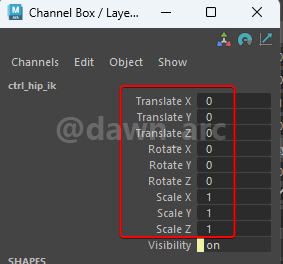 Channel Box / Laye...
Channels Edit Object Show
ctrl_hip_ik
Translate X 0
Translate Y 0
Translate Z 0
@dawn_arc
Rotate X 0
Rotate Y 0
Rotate Z 0
Scale X 1
Scale Y 1
Scale Z 1
Visibility on
SHAPES